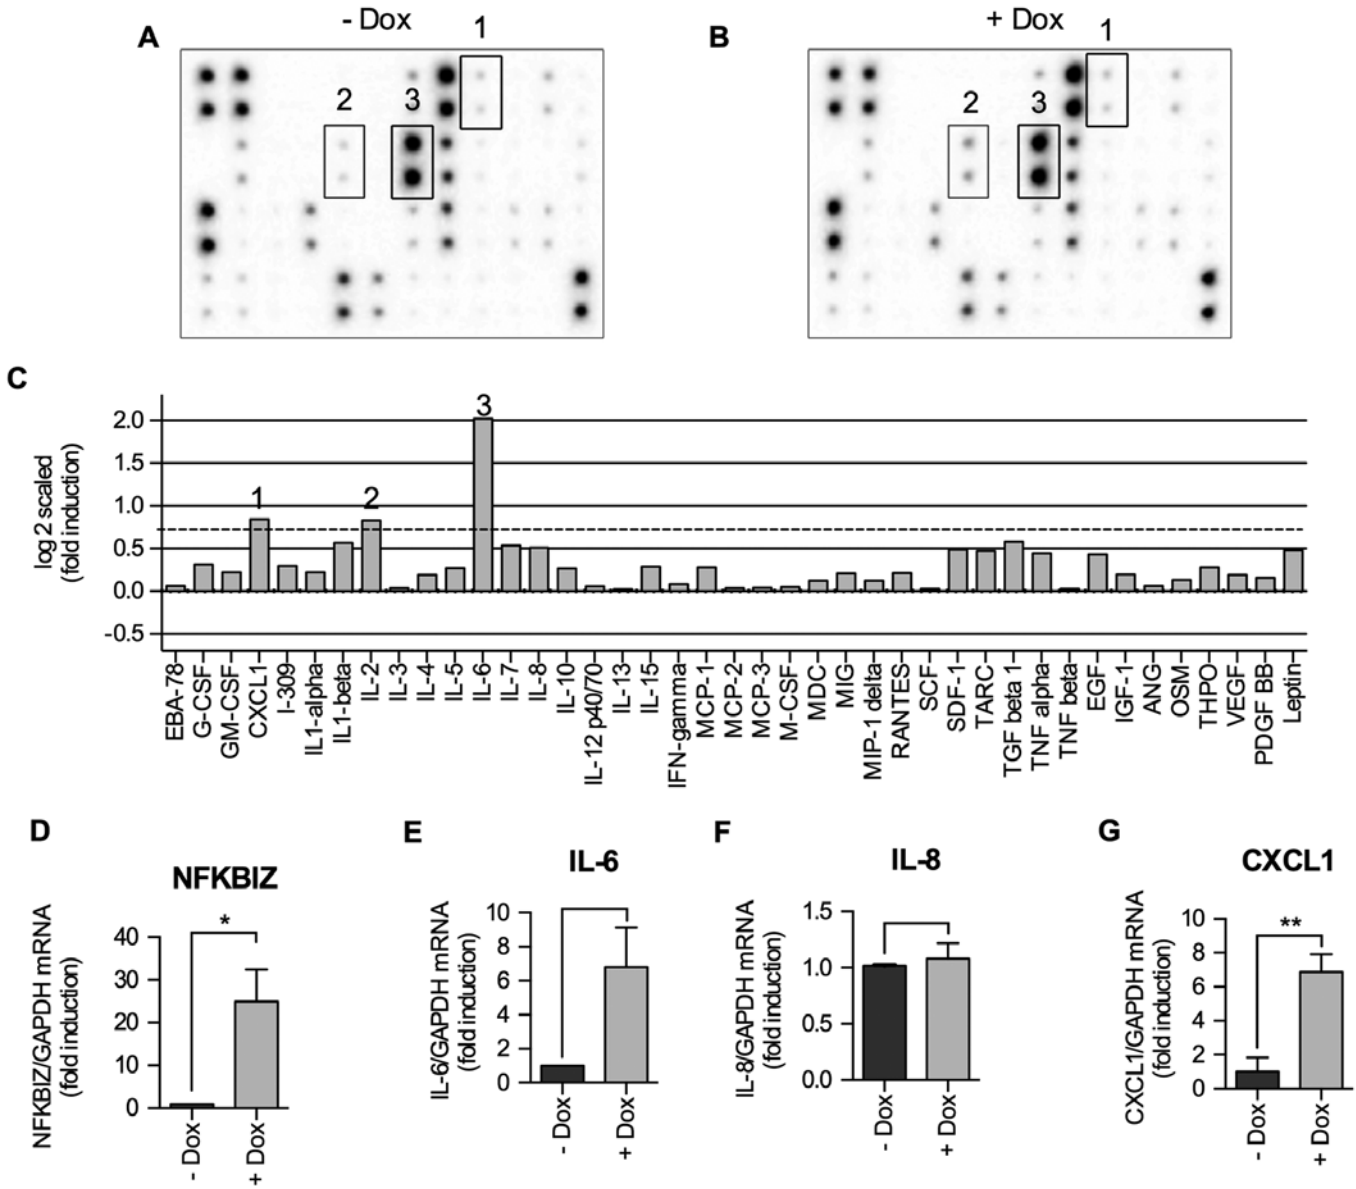 A
- Dox
1
2
3
B
+ Dox
1
2
3
C
log 2 scaled
(fold induction)
2.0
1.5
1.0
0.5
0.0
-0.5
1
2
3
EBA-78
G-CSF
GM-CSF
CXCL1
I-309
IL1-alpha
IL1-beta
IL-2
IL-3
IL-4
IL-5
IL-6
IL-7
IL-8
IL-10
IL-12 p40/70
IL-13
IL-15
IFN-gamma
MCP-1
MCP-2
MCP-3
M-CSF
MDC
MIG
MIP-1 delta
RANTES
SCF
SDF-1
TARC
TGF beta 1
TNF alpha
TNF beta
EGF
IGF-1
ANG
OSM
THPO
VEGF
PDGF BB
Leptin
D
NFKBIZ
NFKBIZ/GAPDH mRNA
(fold induction)
40
30
20
10
0
*
- Dox
+ Dox
E
IL-6
IL-6/GAPDH mRNA
(fold induction)
10
8
6
4
2
0
- Dox
+ Dox
F
IL-8
IL-8/GAPDH mRNA
(fold induction)
1.5
1.0
0.5
0.0
- Dox
+ Dox
G
CXCL1
CXCL1/GAPDH mRNA
(fold induction)
10
8
6
4
2
0
**
- Dox
+ Dox